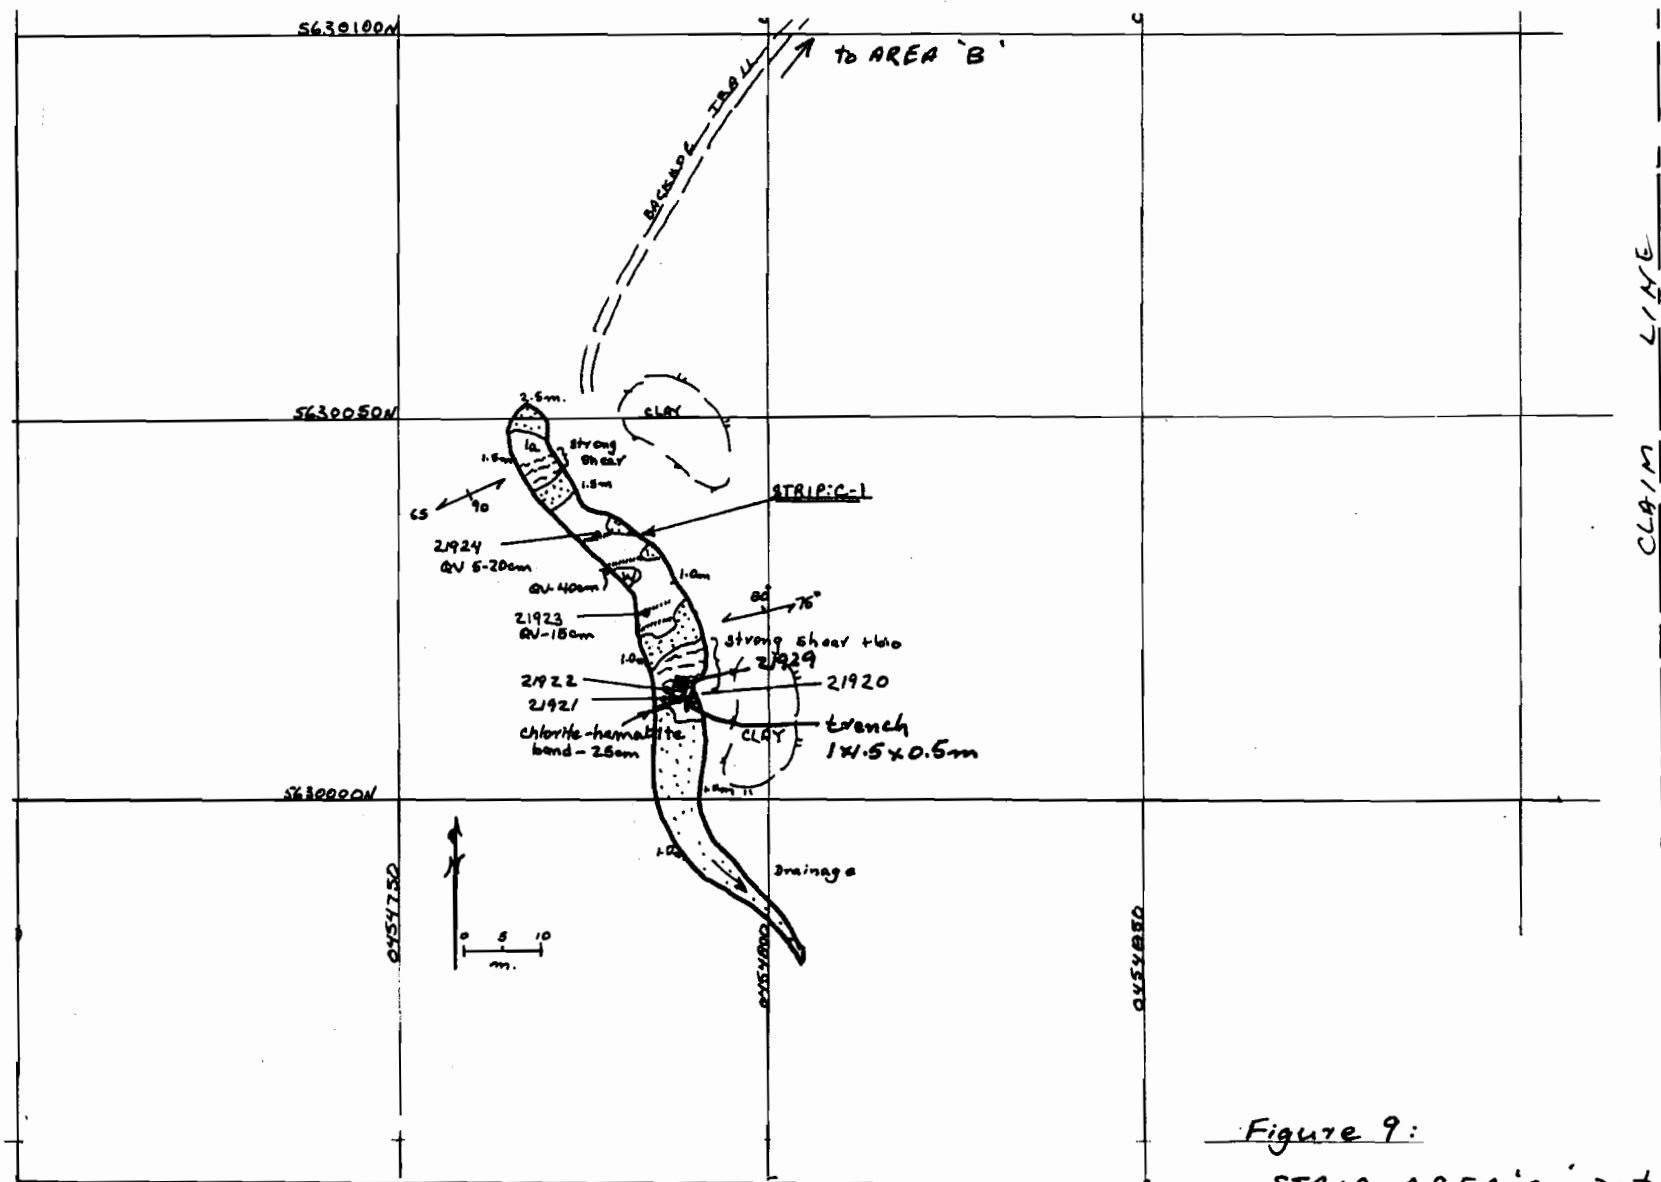 5630100N
to AREA 'B'
BACKHOE TRAIL
CLAIM LINE
2.5m.
5630050N
CLAY
1a
strong
shear
1.5m
1.5m
65
90
STRIP:C-1
21924
QV 5-20cm
QV-40cm
W
1.0m
80°
75°
21923
QV-15cm
strong shear +bio
1.0m
21929
21922
21920
21921
chlorite-hematite
band-25cm
CLAY
trench
1x1.5x0.5m
5630000N
1.0m
1.0m
Drainage
N
0 5 10
m.
0454750
0454800
0454850
Figure 9: